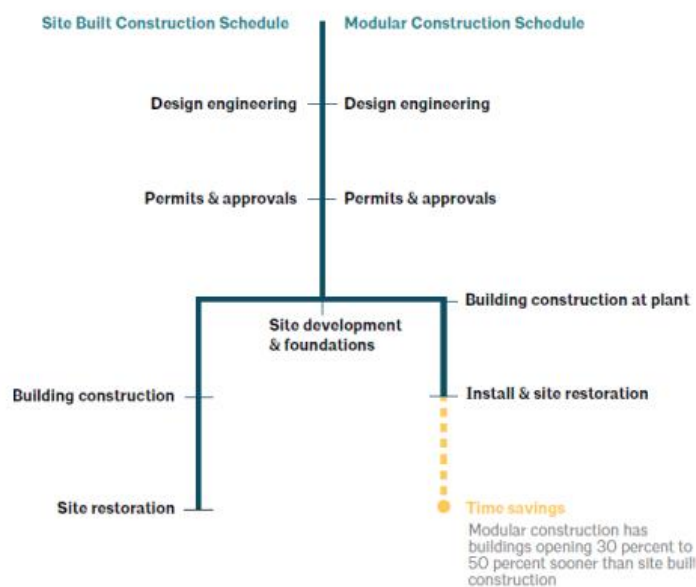 Site Built Construction Schedule
Modular Construction Schedule
Design engineering
Design engineering
Permits & approvals
Permits & approvals
Building construction at plant
Site development
& foundations
Building construction
Install & site restoration
Site restoration
Time savings
Modular construction has
buildings opening 30 percent to
50 percent sooner than site built
construction